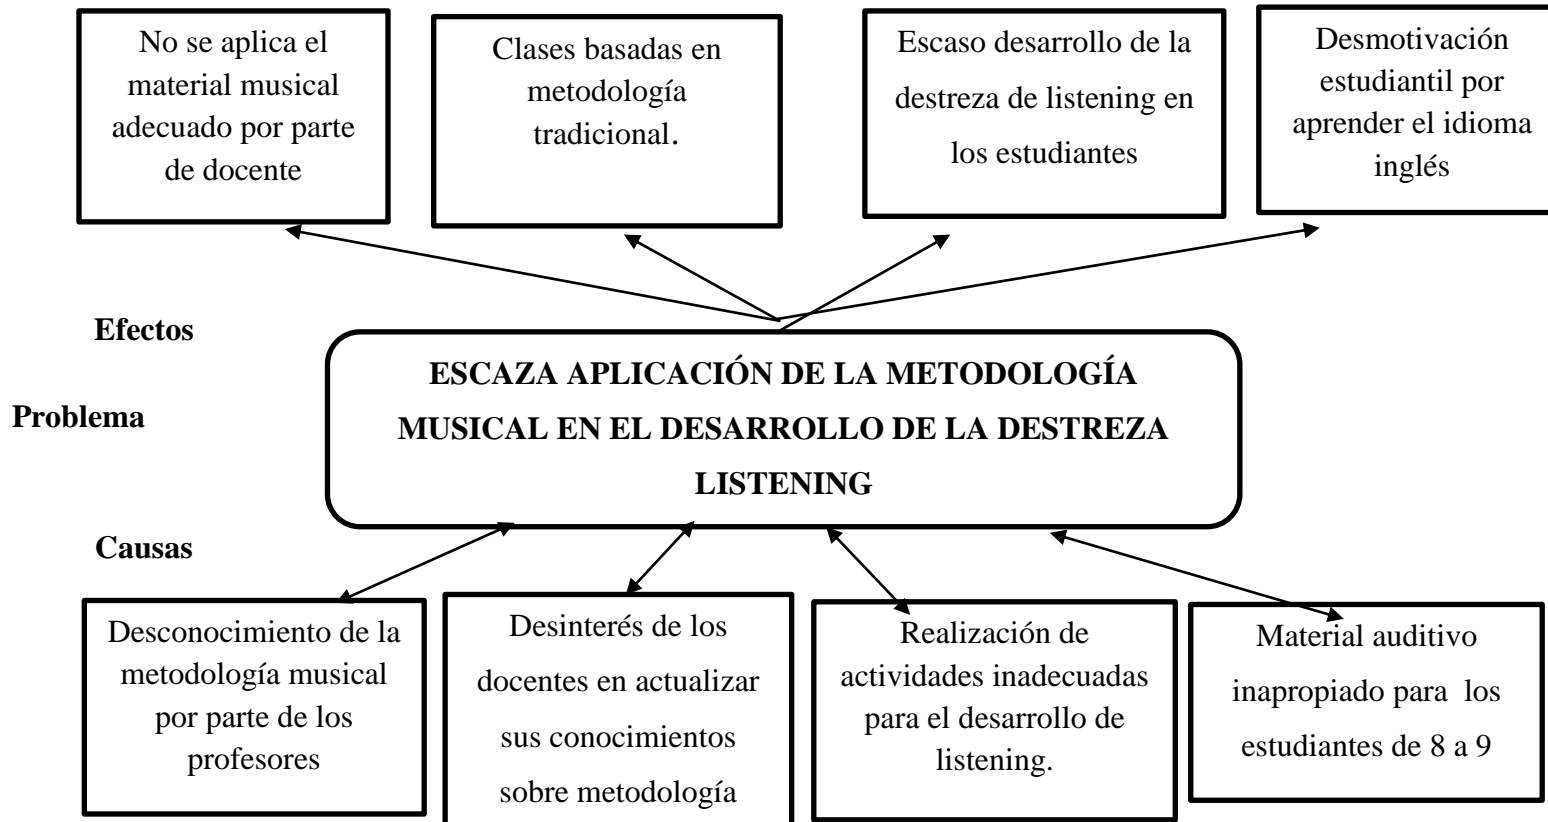 No se aplica el
material musical
adecuado por parte
de docente
Clases basadas en
metodología
tradicional.
Escaso desarrollo de la
destreza de listening en
los estudiantes
Desmotivación
estudiantil por
aprender el idioma
inglés
Efectos
Problema
ESCAZA APLICACIÓN DE LA METODOLOGÍA
MUSICAL EN EL DESARROLLO DE LA DESTREZA
LISTENING
Causas
Desconocimiento de la
metodología musical
por parte de los
profesores
Desinterés de los
docentes en actualizar
sus conocimientos
sobre metodología
Realización de
actividades inadecuadas
para el desarrollo de
listening.
Material auditivo
inapropiado para los
estudiantes de 8 a 9